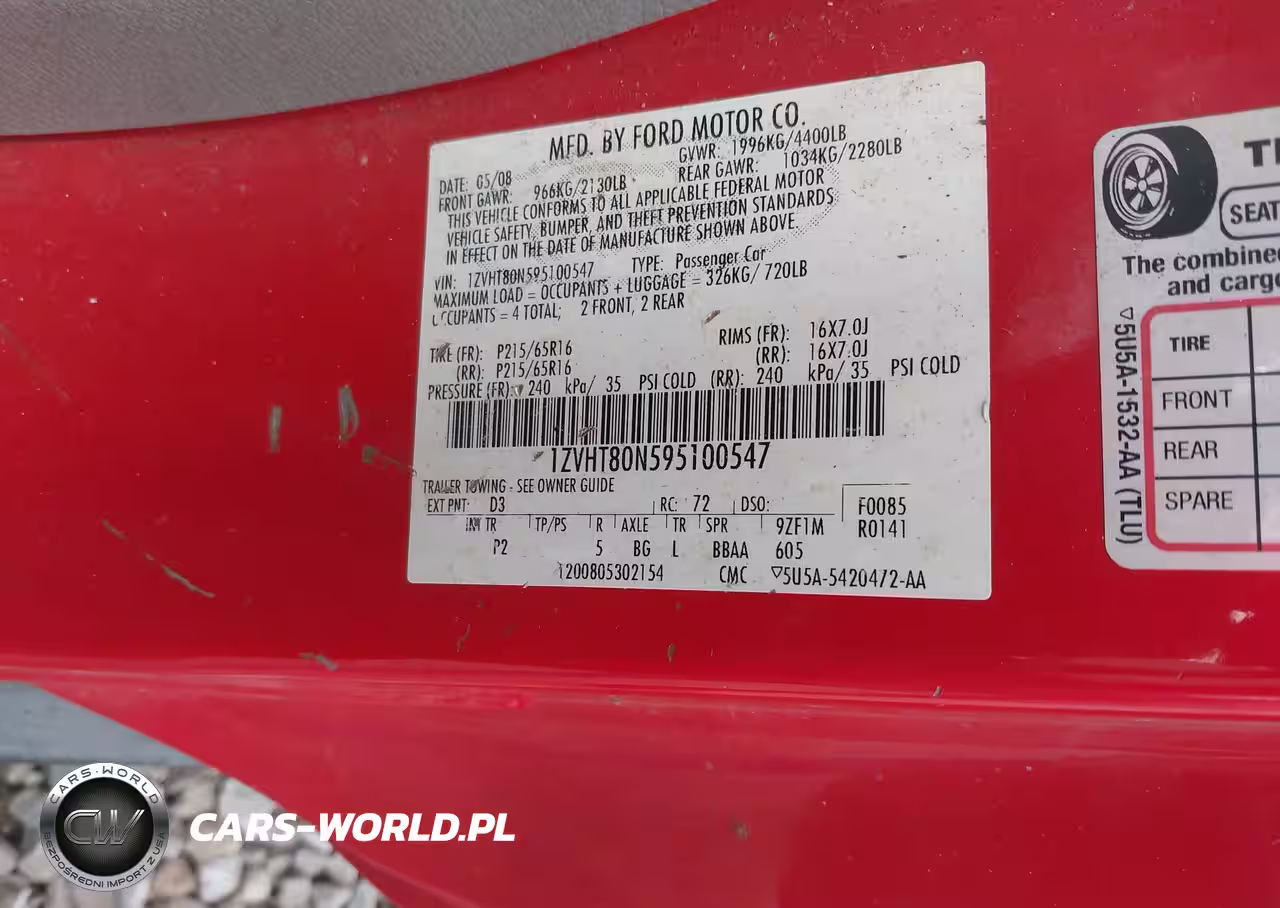 MFD. BY FORD MOTOR CO.
DATE: 05/08 GVWR: 1996KG/4400LB
FRONT GAWR: 966KG/2130LB REAR GAWR: 1034KG/2280LB
THIS VEHICLE CONFORMS TO ALL APPLICABLE FEDERAL MOTOR
VEHICLE SAFETY, BUMPER, AND THEFT PREVENTION STANDARDS
IN EFFECT ON THE DATE OF MANUFACTURE SHOWN ABOVE.
VIN: 1ZVHT80N595100547 TYPE: Passenger Car
MAXIMUM LOAD = OCCUPANTS + LUGGAGE = 326KG/ 720LB
OCCUPANTS = 4 TOTAL; 2 FRONT, 2 REAR
TIRE (FR): P215/65R16 RIMS (FR): 16X7.0J
(RR): P215/65R16 (RR): 16X7.0J
PRESSURE (FR): 240 kPa/ 35 PSI COLD (RR): 240 kPa/ 35 PSI COLD
1ZVHT80N595100547
TRAILER TOWING - SEE OWNER GUIDE
EXT PNT: D3 RC: 72 DSO: F0085
TR TP/PS R AXLE TR SPR 9ZF1M R0141
P2 5 BG L BBAA 605
1200805302154 CMC ▽5U5A-5420472-AA
SEAT
The combined
and cargo
TIRE
FRONT
REAR
SPARE
▽5U5A-1532-AA (TLU)
CARS-WORLD
CW
BEZPOŚREDNI IMPORT Z USA
CARS-WORLD.PL